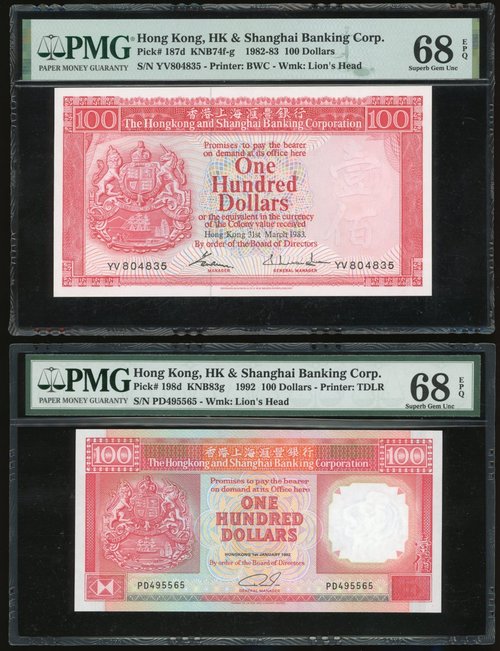 PMG
PAPER MONEY GUARANTY
Hong Kong, HK & Shanghai Banking Corp.
Pick# 187d KNB74f-g 1982-83 100 Dollars
S/N YV804835 - Printer: BWC - Wmk: Lion's Head
68 EPQ
Superb Gem Unc
100 香港上海滙豐銀行 100
The Hongkong and Shanghai Banking Corporation
Promises to pay the bearer
on demand at its office here
One
Hundred
Dollars
or the equivalent in the currency
of the Colony value received
Hong Kong 31st March 1983.
By order of the Board of Directors
YV804835
YV804835
MANAGER
GENERAL MANAGER
PMG
PAPER MONEY GUARANTY
Hong Kong, HK & Shanghai Banking Corp.
Pick# 198d KNB83g 1992 100 Dollars - Printer: TDLR
S/N PD495565 - Wmk: Lion's Head
68 EPQ
Superb Gem Unc
100 香港上海滙豐銀行 100
The Hongkong and Shanghai Banking Corporation
Promises to pay the bearer
on demand at its Office here
ONE
HUNDRED
DOLLARS
HONGKONG 1st JANUARY 1992
By order of the Board of Directors
PD495565
PD495565
GENERAL MANAGER